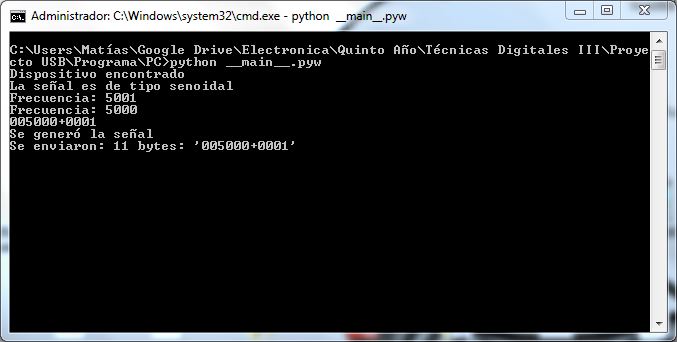 Administrador: C:\Windows\system32\cmd.exe - python  __main__.pyw
C:\Users\Matías\Google Drive\Electronica\Quinto Año\Técnicas Digitales III\Proye
cto USB\Programa\PC>python __main__.pyw
Dispositivo encontrado
La señal es de tipo senoidal
Frecuencia: 5001
Frecuencia: 5000
005000+0001
Se generó la señal
Se enviaron: 11 bytes: '005000+0001'